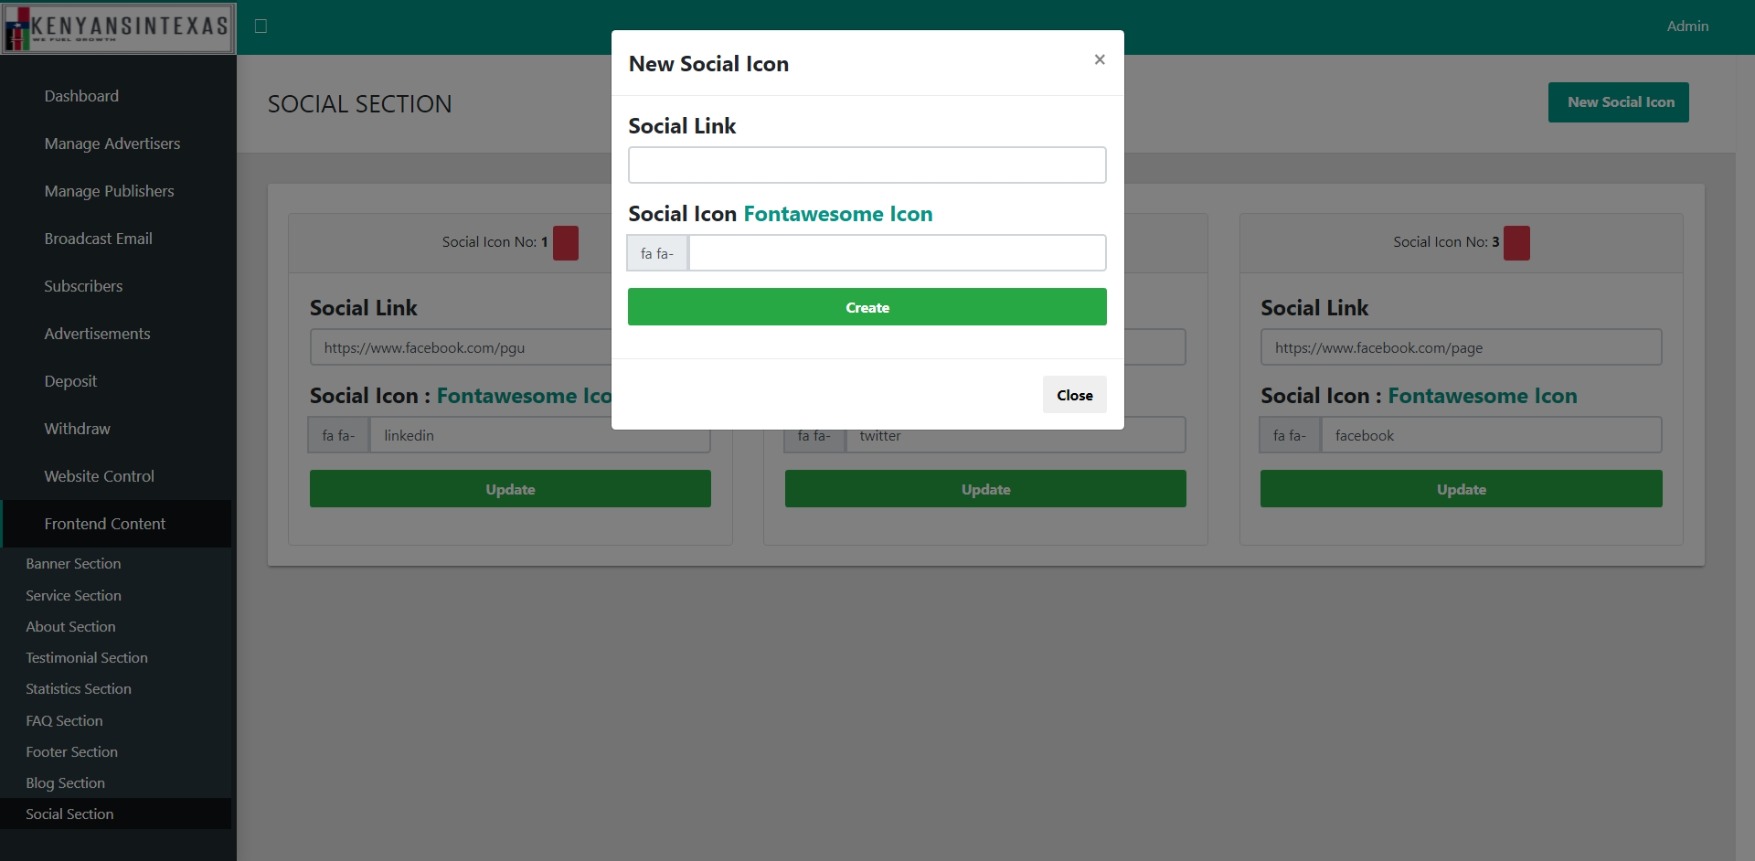 KENYANSINTEXAS
WE FUEL GROWTH
Admin
Dashboard
Manage Advertisers
Manage Publishers
Broadcast Email
Subscribers
Advertisements
Deposit
Withdraw
Website Control
Frontend Content
Banner Section
Service Section
About Section
Testimonial Section
Statistics Section
FAQ Section
Footer Section
Blog Section
Social Section
SOCIAL SECTION
New Social Icon
New Social Icon
×
Social Link
Social Icon Fontawesome Icon
fa fa-
Create
Close
Social Icon No: 1
Social Link
https://www.facebook.com/pgu
Social Icon : Fontawesome Ico
fa fa- linkedin
Update
fa fa- twitter
Update
Social Icon No: 3
Social Link
https://www.facebook.com/page
Social Icon : Fontawesome Icon
fa fa- facebook
Update